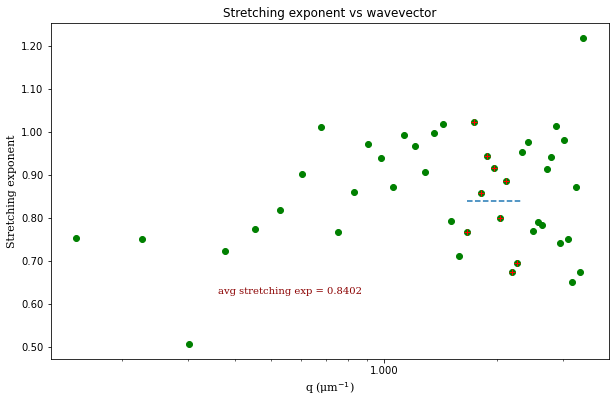 Stretching exponent vs wavevector
1.20
1.10
1.00
0.90
0.80
0.70
0.60
0.50
Stretching exponent
avg stretching exp = 0.8402
1.000
q (μm⁻¹)